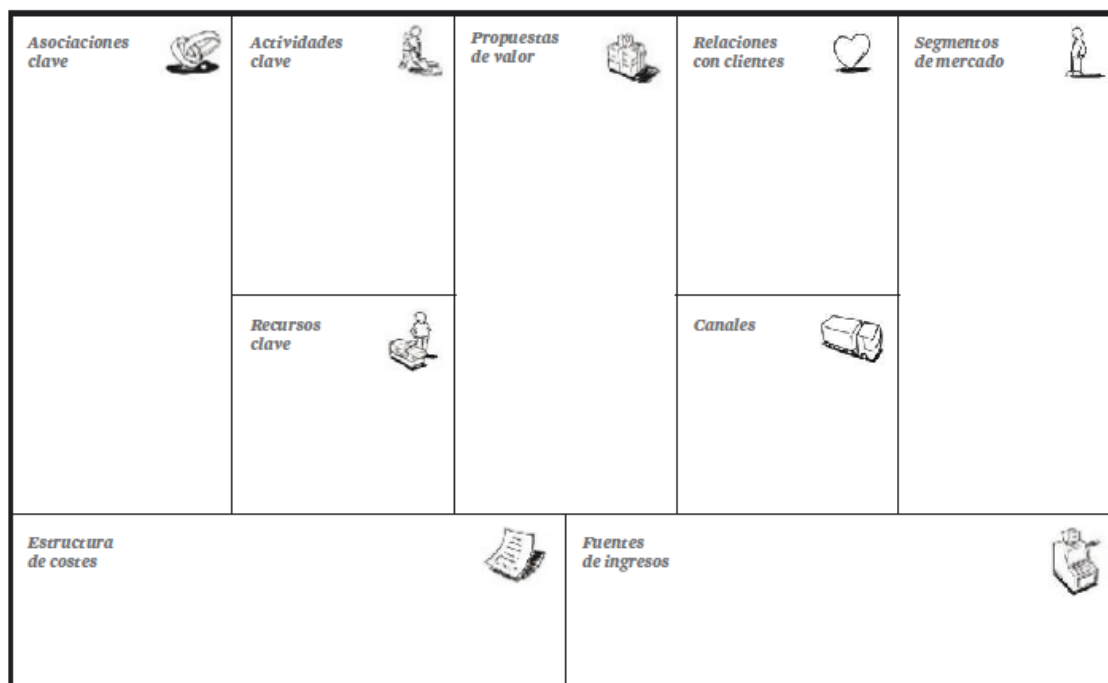 Asociaciones
clave
Actividades
clave
Propuestas
de valor
Relaciones
con clientes
Segmentos
de mercado
Recursos
clave
Canales
Estructura
de costes
Fuentes
de ingresos